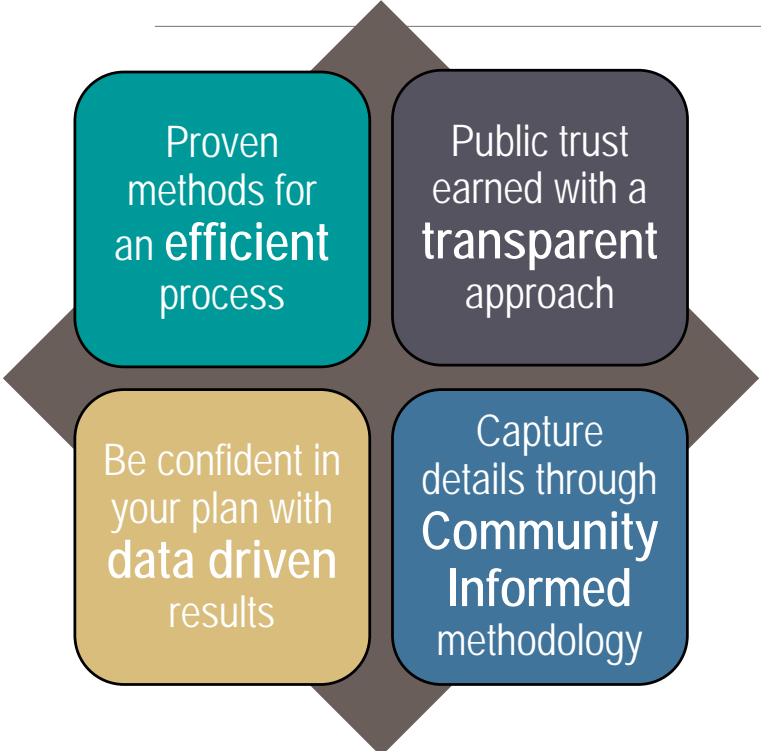 Proven
methods for
an efficient
process
Public trust
earned with a
transparent
approach
Be confident in
your plan with
data driven
results
Capture
details through
Community
Informed
methodology